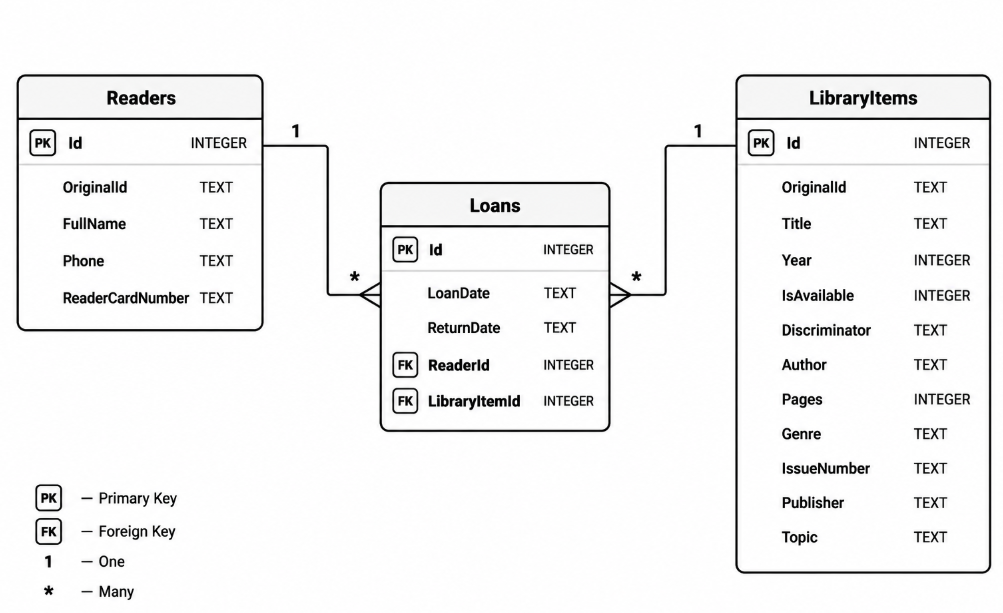 Readers
PK Id INTEGER
OriginalId TEXT
FullName TEXT
Phone TEXT
ReaderCardNumber TEXT
1
*
Loans
PK Id INTEGER
LoanDate TEXT
ReturnDate TEXT
FK ReaderId INTEGER
FK LibraryItemId INTEGER
1
*
LibraryItems
PK Id INTEGER
OriginalId TEXT
Title TEXT
Year INTEGER
IsAvailable INTEGER
Discriminator TEXT
Author TEXT
Pages INTEGER
Genre TEXT
IssueNumber TEXT
Publisher TEXT
Topic TEXT
PK — Primary Key
FK — Foreign Key
1 — One
* — Many